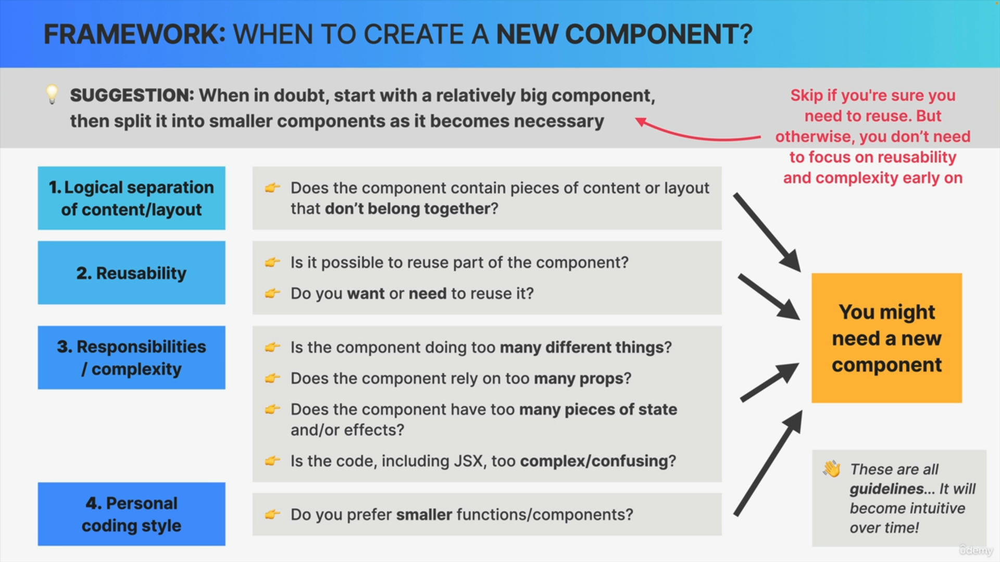 FRAMEWORK: WHEN TO CREATE A NEW COMPONENT?
SUGGESTION: When in doubt, start with a relatively big component,
then split it into smaller components as it becomes necessary
Skip if you're sure you
need to reuse. But
otherwise, you don’t need
to focus on reusability
and complexity early on
1. Logical separation
of content/layout
Does the component contain pieces of content or layout
that don’t belong together?
2. Reusability
Is it possible to reuse part of the component?
Do you want or need to reuse it?
3. Responsibilities
/ complexity
Is the component doing too many different things?
Does the component rely on too many props?
Does the component have too many pieces of state
and/or effects?
Is the code, including JSX, too complex/confusing?
4. Personal
coding style
Do you prefer smaller functions/components?
You might
need a new
component
These are all
guidelines... It will
become intuitive
over time!
ûdemy